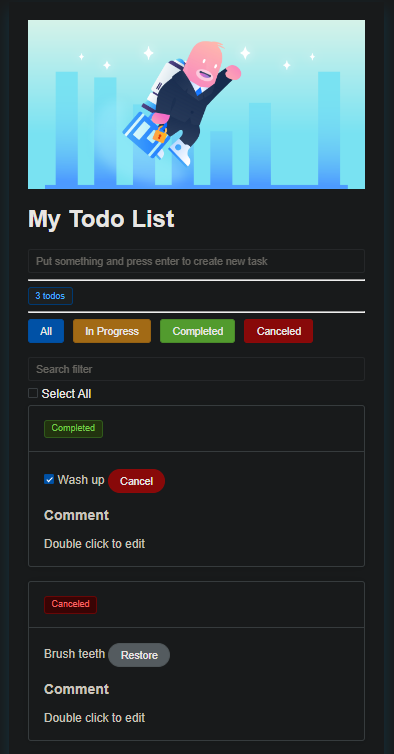 My Todo List
Put something and press enter to create new task
3 todos
All In Progress Completed Canceled
Search filter
Select All
Completed
Wash up Cancel
Comment
Double click to edit
Canceled
Brush teeth Restore
Comment
Double click to edit